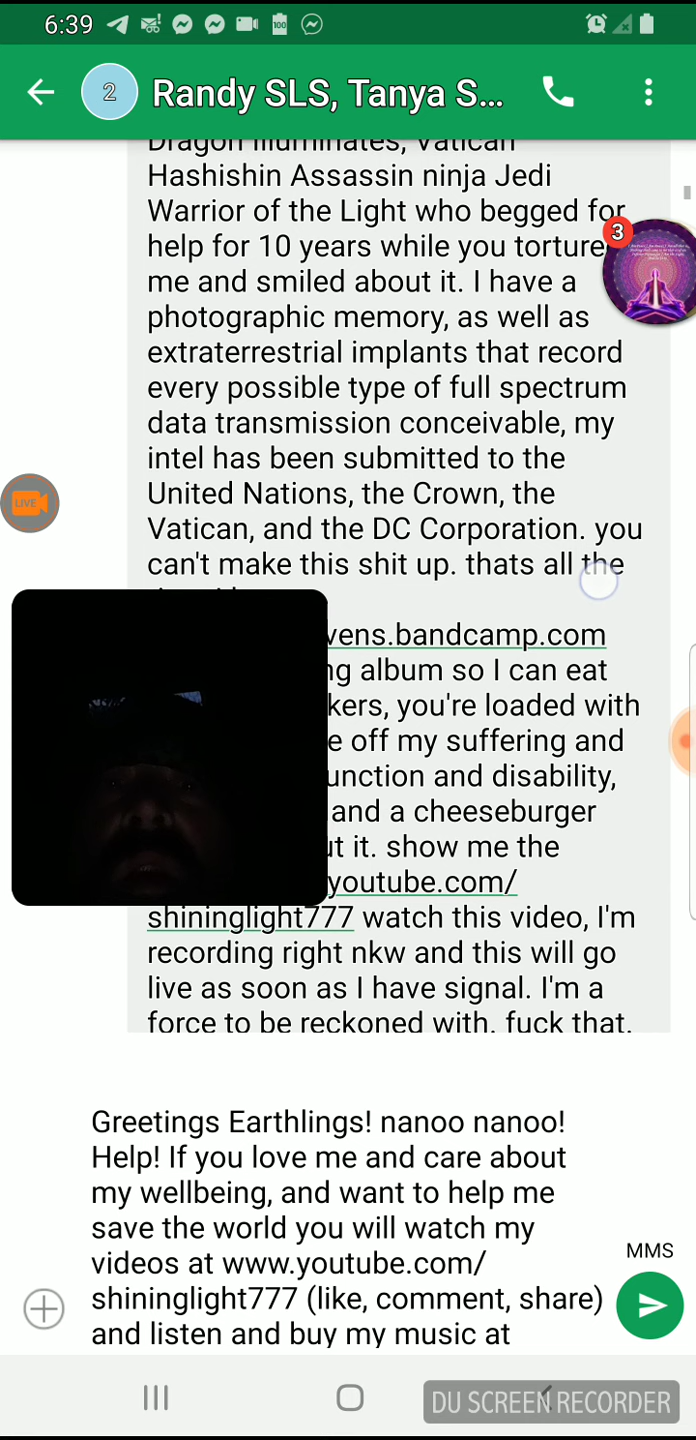 6:39
100
2
Randy SLS, Tanya S...
Dragon Illuminates, Vatican
Hashishin Assassin ninja Jedi
Warrior of the Light who begged for
help for 10 years while you torture
3
me and smiled about it. I have a
photographic memory, as well as
extraterrestrial implants that record
every possible type of full spectrum
data transmission conceivable, my
intel has been submitted to the
LIVE
United Nations, the Crown, the
Vatican, and the DC Corporation. you
can't make this shit up. thats all the
vens.bandcamp.com
ng album so I can eat
kers, you're loaded with
e off my suffering and
unction and disability,
and a cheeseburger
ut it. show me the
youtube.com/
shininglight777 watch this video, I'm
recording right nkw and this will go
live as soon as I have signal. I'm a
force to be reckoned with. fuck that.
Greetings Earthlings! nanoo nanoo!
Help! If you love me and care about
my wellbeing, and want to help me
save the world you will watch my
MMS
videos at www.youtube.com/
shininglight777 (like, comment, share)
and listen and buy my music at
DU SCREEN RECORDER